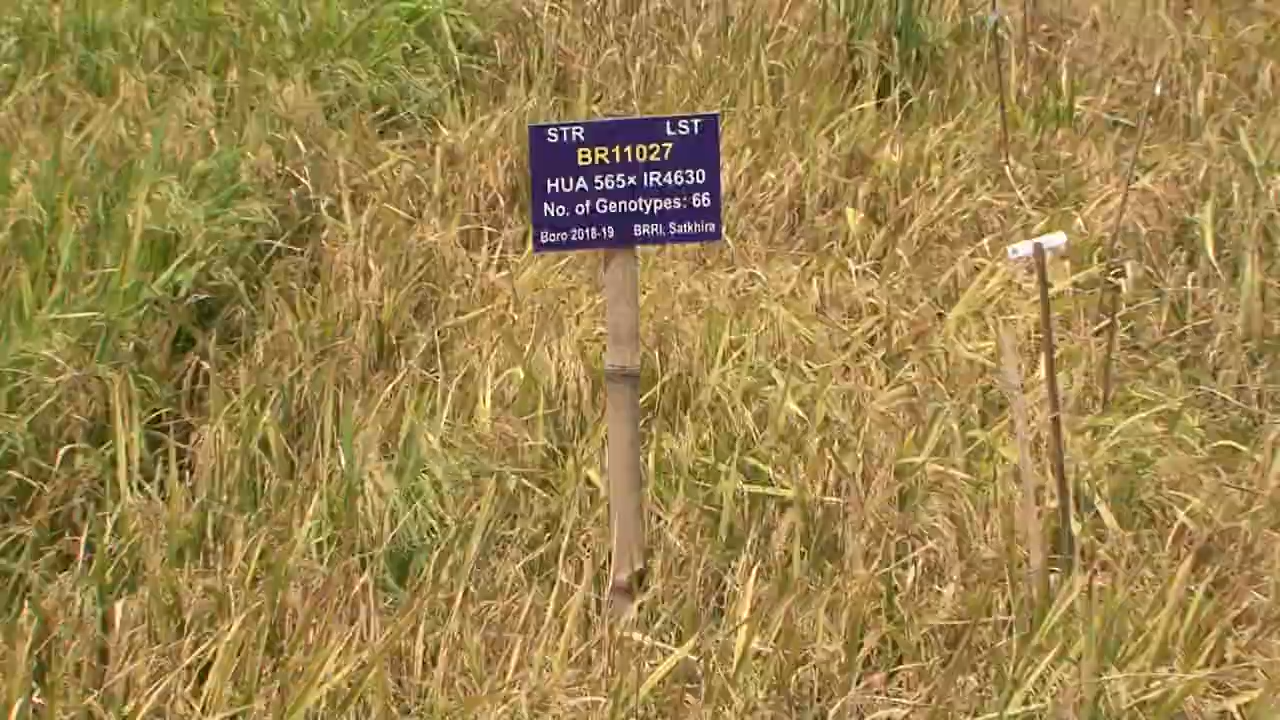 STR LST
BR11027
HUA 565× IR4630
No. of Genotypes: 66
Boro 2018-19 BRRI, Satkhira